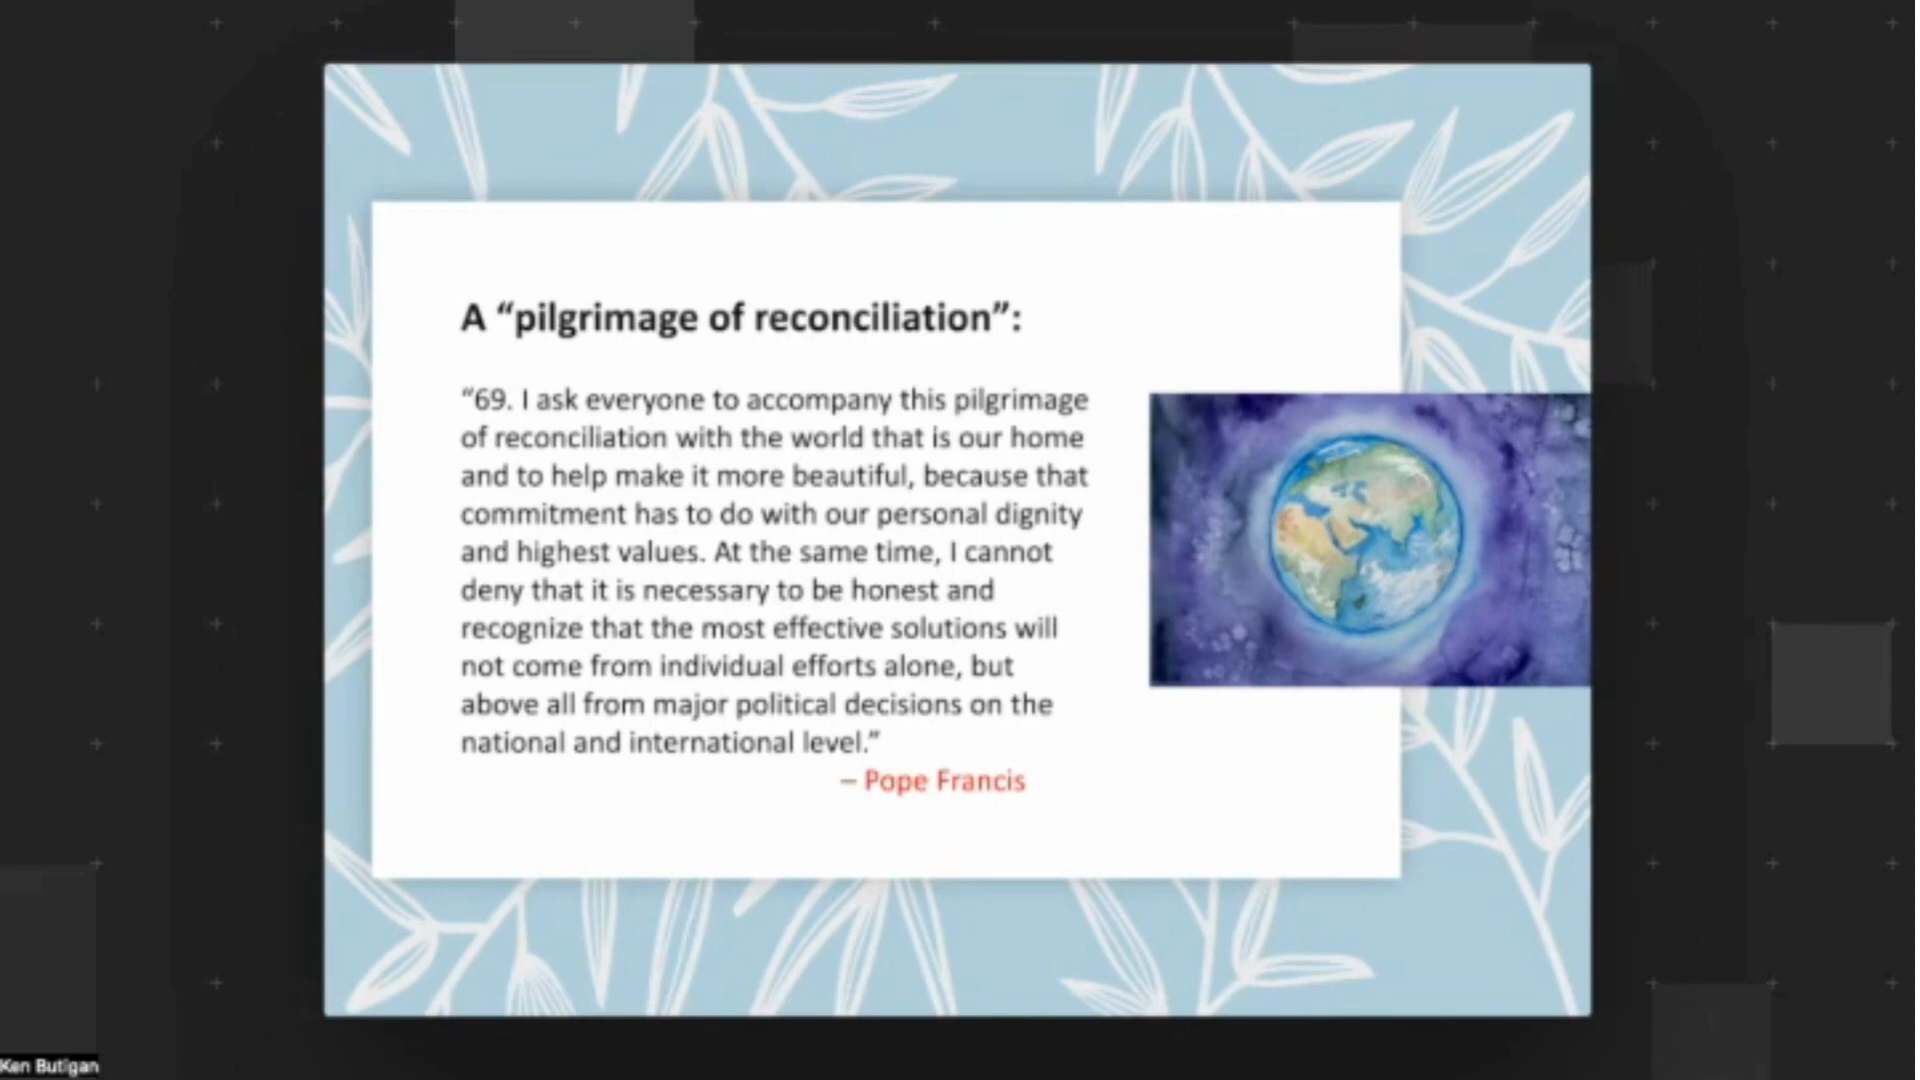 A “pilgrimage of reconciliation”:
“69. I ask everyone to accompany this pilgrimage
of reconciliation with the world that is our home
and to help make it more beautiful, because that
commitment has to do with our personal dignity
and highest values. At the same time, I cannot
deny that it is necessary to be honest and
recognize that the most effective solutions will
not come from individual efforts alone, but
above all from major political decisions on the
national and international level.”
– Pope Francis
Ken Butigan